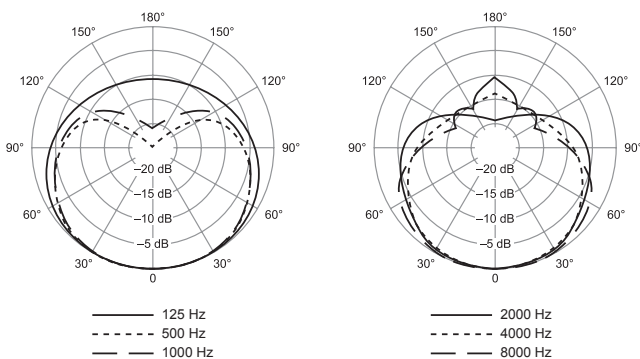 180°
150° 150°
120° 120°
90° 90°
60° 60°
30° 30°
0
–20 dB
–15 dB
–10 dB
–5 dB
125 Hz
500 Hz
1000 Hz
180°
150° 150°
120° 120°
90° 90°
60° 60°
30° 30°
0
–20 dB
–15 dB
–10 dB
–5 dB
2000 Hz
4000 Hz
8000 Hz